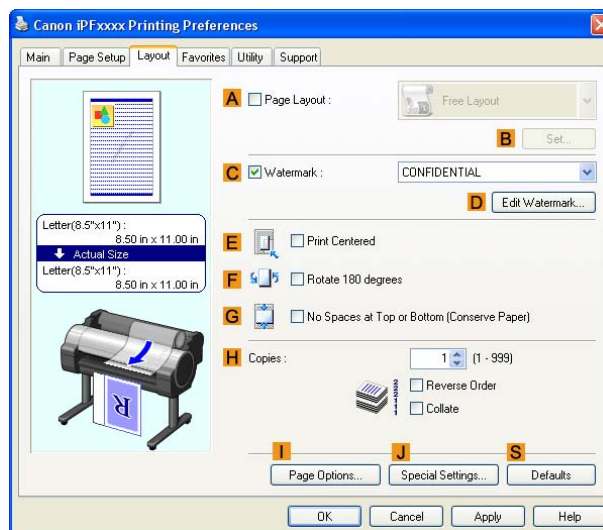 Canon iPFxxxx Printing Preferences
Main Page Setup Layout Favorites Utility Support
A Page Layout : Free Layout
B Set...
C Watermark : CONFIDENTIAL
D Edit Watermark...
Letter(8.5"x11") :
8.50 in x 11.00 in
Actual Size
Letter(8.5"x11") :
8.50 in x 11.00 in
E Print Centered
F Rotate 180 degrees
G No Spaces at Top or Bottom (Conserve Paper)
H Copies : 1 (1 - 999)
Reverse Order
Collate
R
I J S
Page Options... Special Settings... Defaults
OK Cancel Apply Help